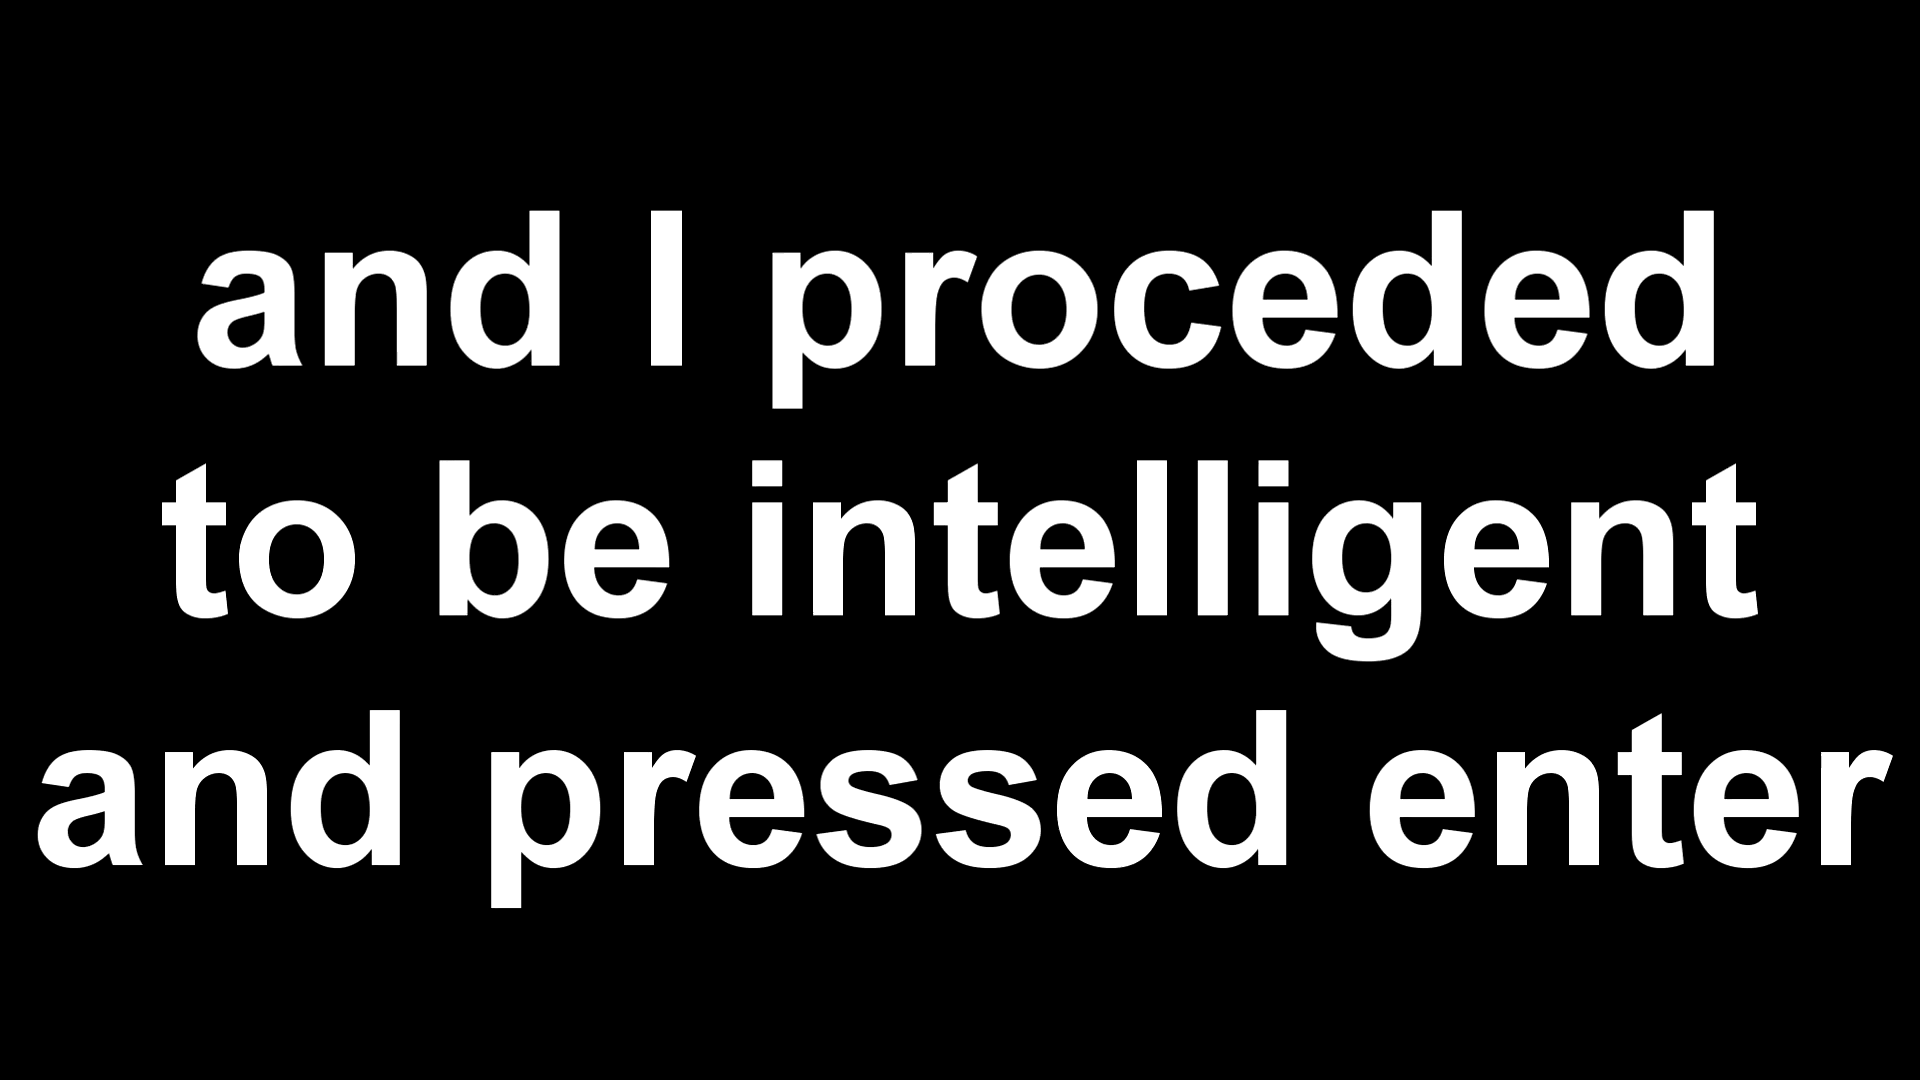 and I proceded
to be intelligent
and pressed enter